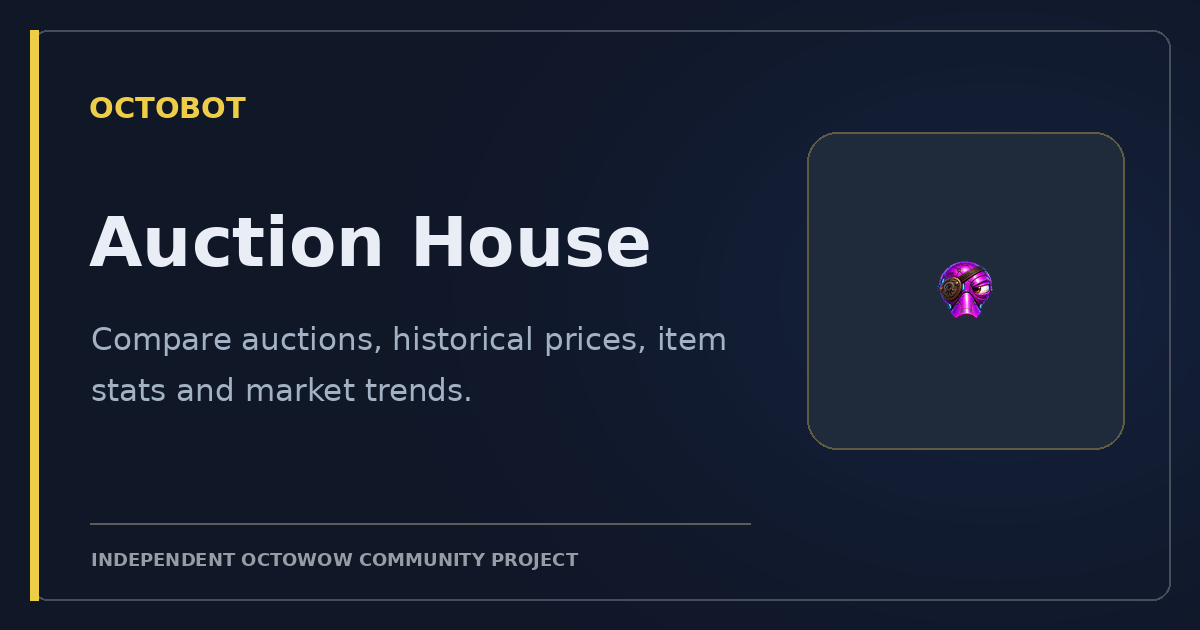 OCTOBOT
Auction House
Compare auctions, historical prices, item
stats and market trends.
INDEPENDENT OCTOWOW COMMUNITY PROJECT